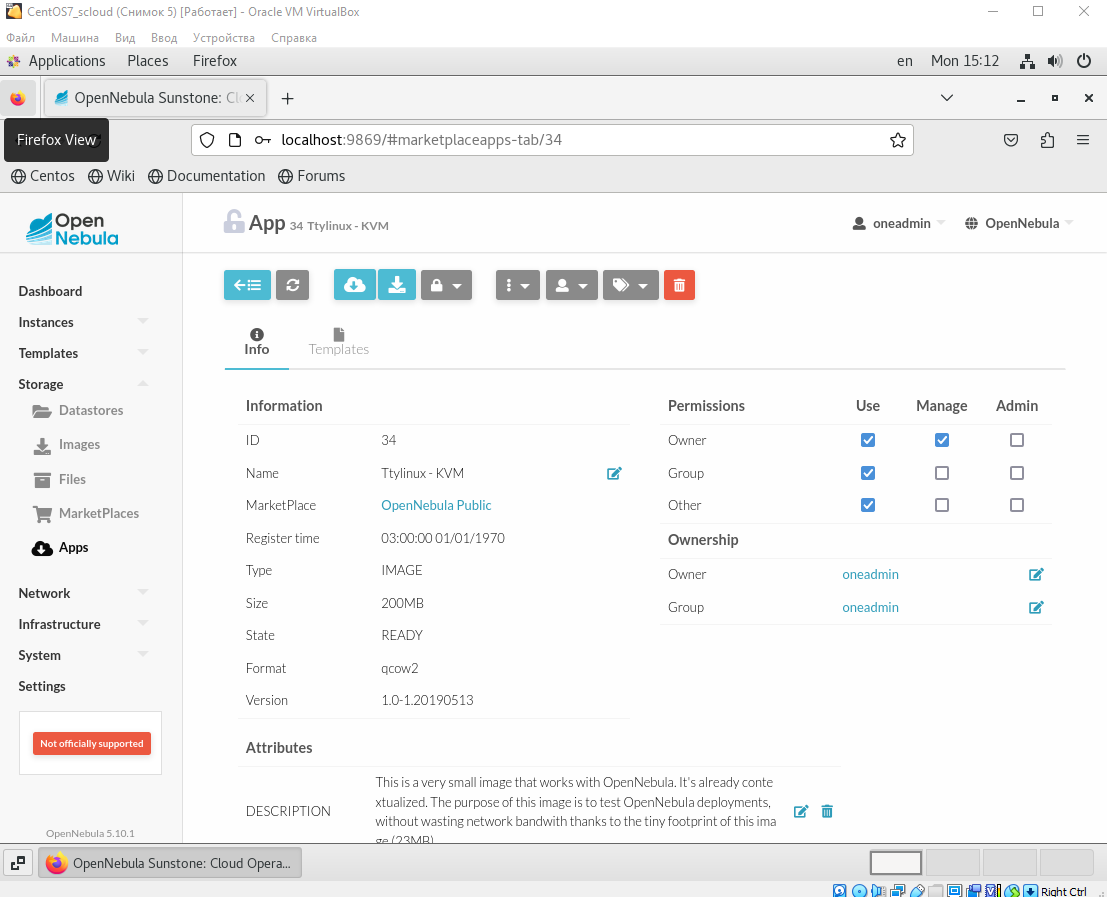 CentOS7_scloud (Снимок 5) [Работает] - Oracle VM VirtualBox
Файл Машина Вид Ввод Устройства Справка
Applications Places Firefox en Mon 15:12
OpenNebula Sunstone: Clo
Firefox View
localhost:9869/#marketplaceapps-tab/34
Centos Wiki Documentation Forums
Open
Nebula
App 34 Ttylinux - KVM
oneadmin OpenNebula
Dashboard
Instances
Templates
Storage
Datastores
Images
Files
MarketPlaces
Apps
Network
Infrastructure
System
Settings
Not officially supported
OpenNebula 5.10.1
Info Templates
Information
ID 34
Name Ttylinux - KVM
MarketPlace OpenNebula Public
Register time 03:00:00 01/01/1970
Type IMAGE
Size 200MB
State READY
Format qcow2
Version 1.0-1.20190513
Permissions Use Manage Admin
Owner
Group
Other
Ownership
Owner oneadmin
Group oneadmin
Attributes
DESCRIPTION
This is a very small image that works with OpenNebula. It's already conte
xtualized. The purpose of this image is to test OpenNebula deployments,
without wasting network bandwith thanks to the tiny footprint of this ima
ge (23MB)
OpenNebula Sunstone: Cloud Opera...
Right Ctrl